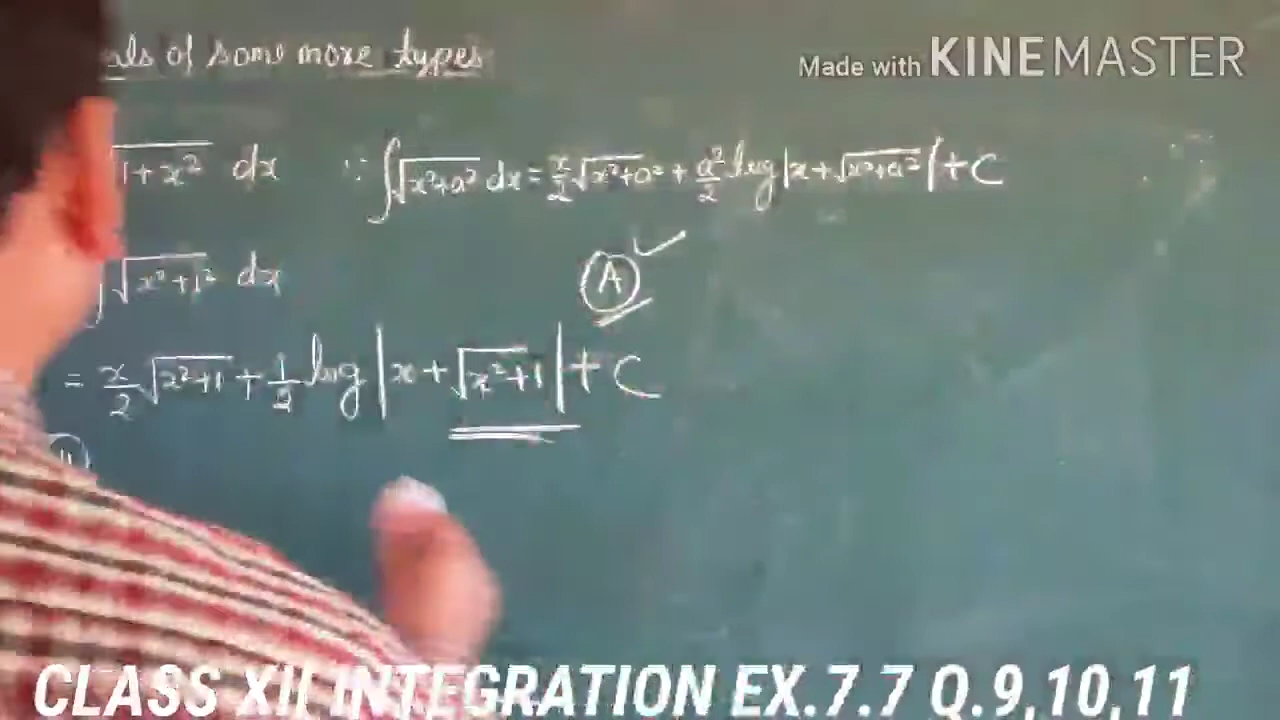 of some more types
Made with KINEMASTER
√1+x² dx ∵ ∫√x²+a² dx = x/2 √x²+a² + a²/2 log|x+√x²+a²| + C
∫√x²+1² dx
A ✓
= x/2 √x²+1 + 1/2 log|x+√x²+1| + C
11
CLASS XII INTEGRATION EX.7.7 Q.9,10,11